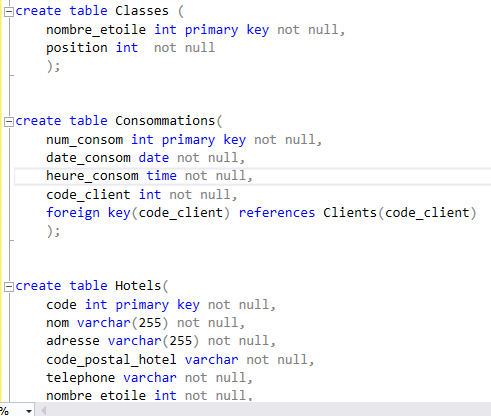 create table Classes (
nombre_etoile int primary key not null,
position int  not null
);
create table Consommations(
num_consom int primary key not null,
date_consom date not null,
heure_consom time not null,
code_client int not null,
foreign key(code_client) references Clients(code_client)
);
create table Hotels(
code int primary key not null,
nom varchar(255) not null,
adresse varchar(255) not null,
code_postal_hotel varchar not null,
telephone varchar not null,
nombre_etoile int not null,
%